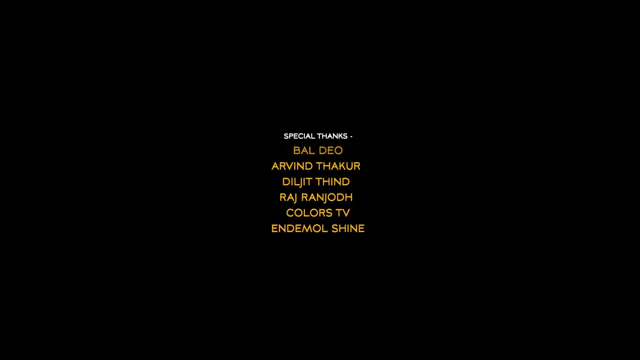 SPECIAL THANKS -
BAL DEO
ARVIND THAKUR
DILJIT THIND
RAJ RANJODH
COLORS TV
ENDEMOL SHINE